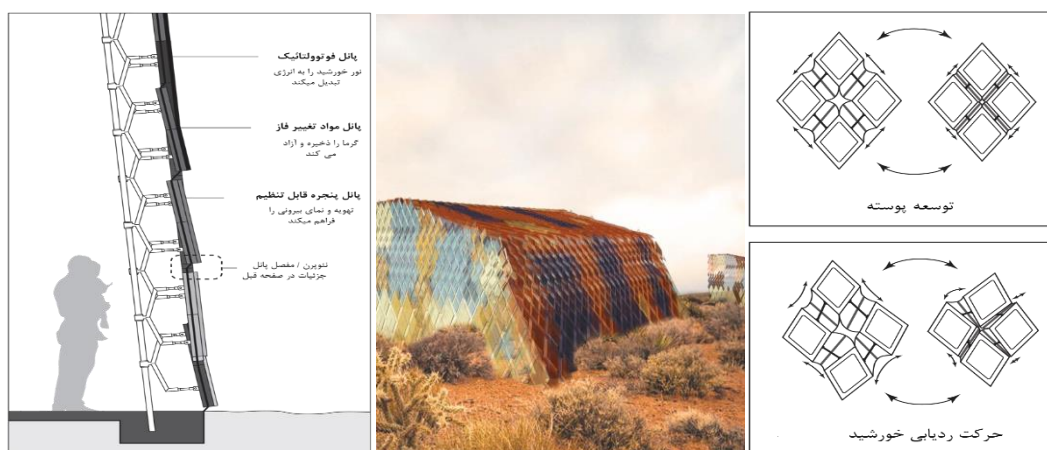 پانل فوتوولتائیک
نور خورشید را به انرژی
تبدیل میکند
پانل مواد تغییر فاز
گرما را ذخیره و آزاد
می کند
پانل پنجره قابل تنظیم
تهویه و نمای بیرونی را
فراهم میکند
نئوپرن / مفصل پانل
جزئیات در صفحه قبل
توسعه پوسته
حرکت ردیابی خورشید